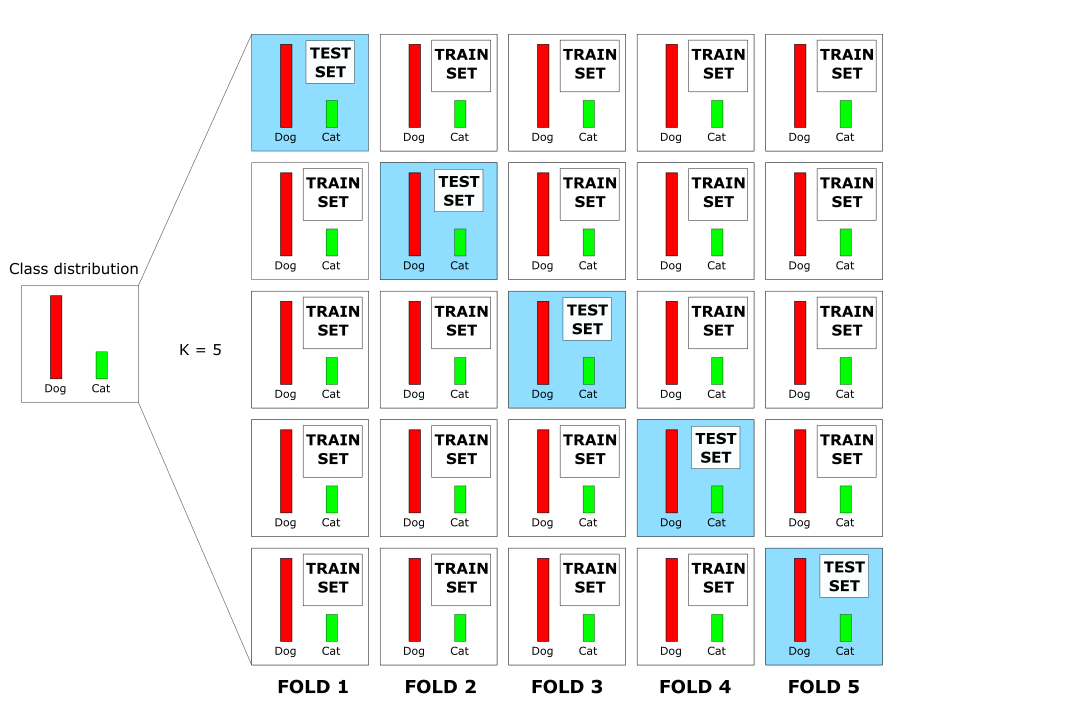 TEST
SET
Dog
Cat
TRAIN
SET
Dog
Cat
TRAIN
SET
Dog
Cat
TRAIN
SET
Dog
Cat
TRAIN
SET
Dog
Cat
TRAIN
SET
Dog
Cat
TEST
SET
Dog
Cat
TRAIN
SET
Dog
Cat
TRAIN
SET
Dog
Cat
TRAIN
SET
Dog
Cat
Class distribution
Dog
Cat
K = 5
TRAIN
SET
Dog
Cat
TRAIN
SET
Dog
Cat
TEST
SET
Dog
Cat
TRAIN
SET
Dog
Cat
TRAIN
SET
Dog
Cat
TRAIN
SET
Dog
Cat
TRAIN
SET
Dog
Cat
TRAIN
SET
Dog
Cat
TEST
SET
Dog
Cat
TRAIN
SET
Dog
Cat
TRAIN
SET
Dog
Cat
TRAIN
SET
Dog
Cat
TRAIN
SET
Dog
Cat
TRAIN
SET
Dog
Cat
TEST
SET
Dog
Cat
FOLD 1
FOLD 2
FOLD 3
FOLD 4
FOLD 5